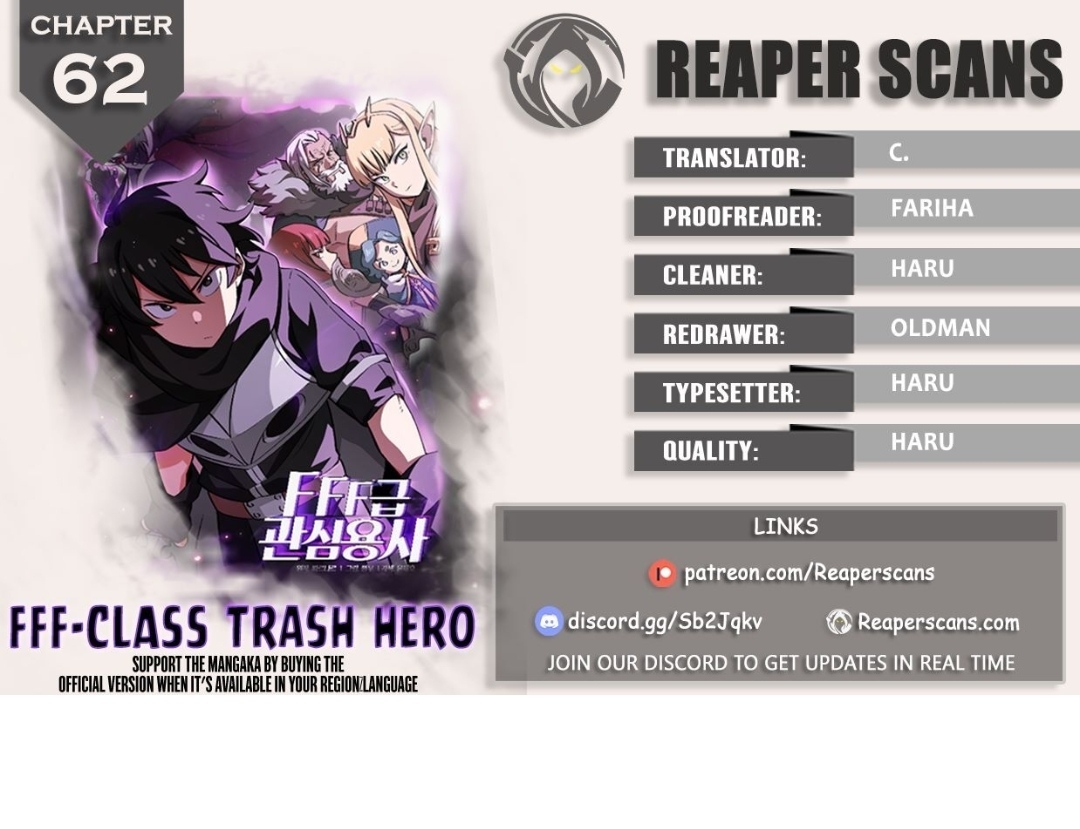 CHAPTER
62
REAPER SCANS
TRANSLATOR: C.
PROOFREADER: FARIHA
CLEANER: HARU
REDRAWER: OLDMAN
TYPESETTER: HARU
QUALITY: HARU
FFF급
관심용사
FFF-CLASS TRASH HERO
SUPPORT THE MANGAKA BY BUYING THE
OFFICIAL VERSION WHEN IT'S AVAILABLE IN YOUR REGION/LANGUAGE
LINKS
patreon.com/Reaperscans
discord.gg/Sb2Jqkv
Reaperscans.com
JOIN OUR DISCORD TO GET UPDATES IN REAL TIME